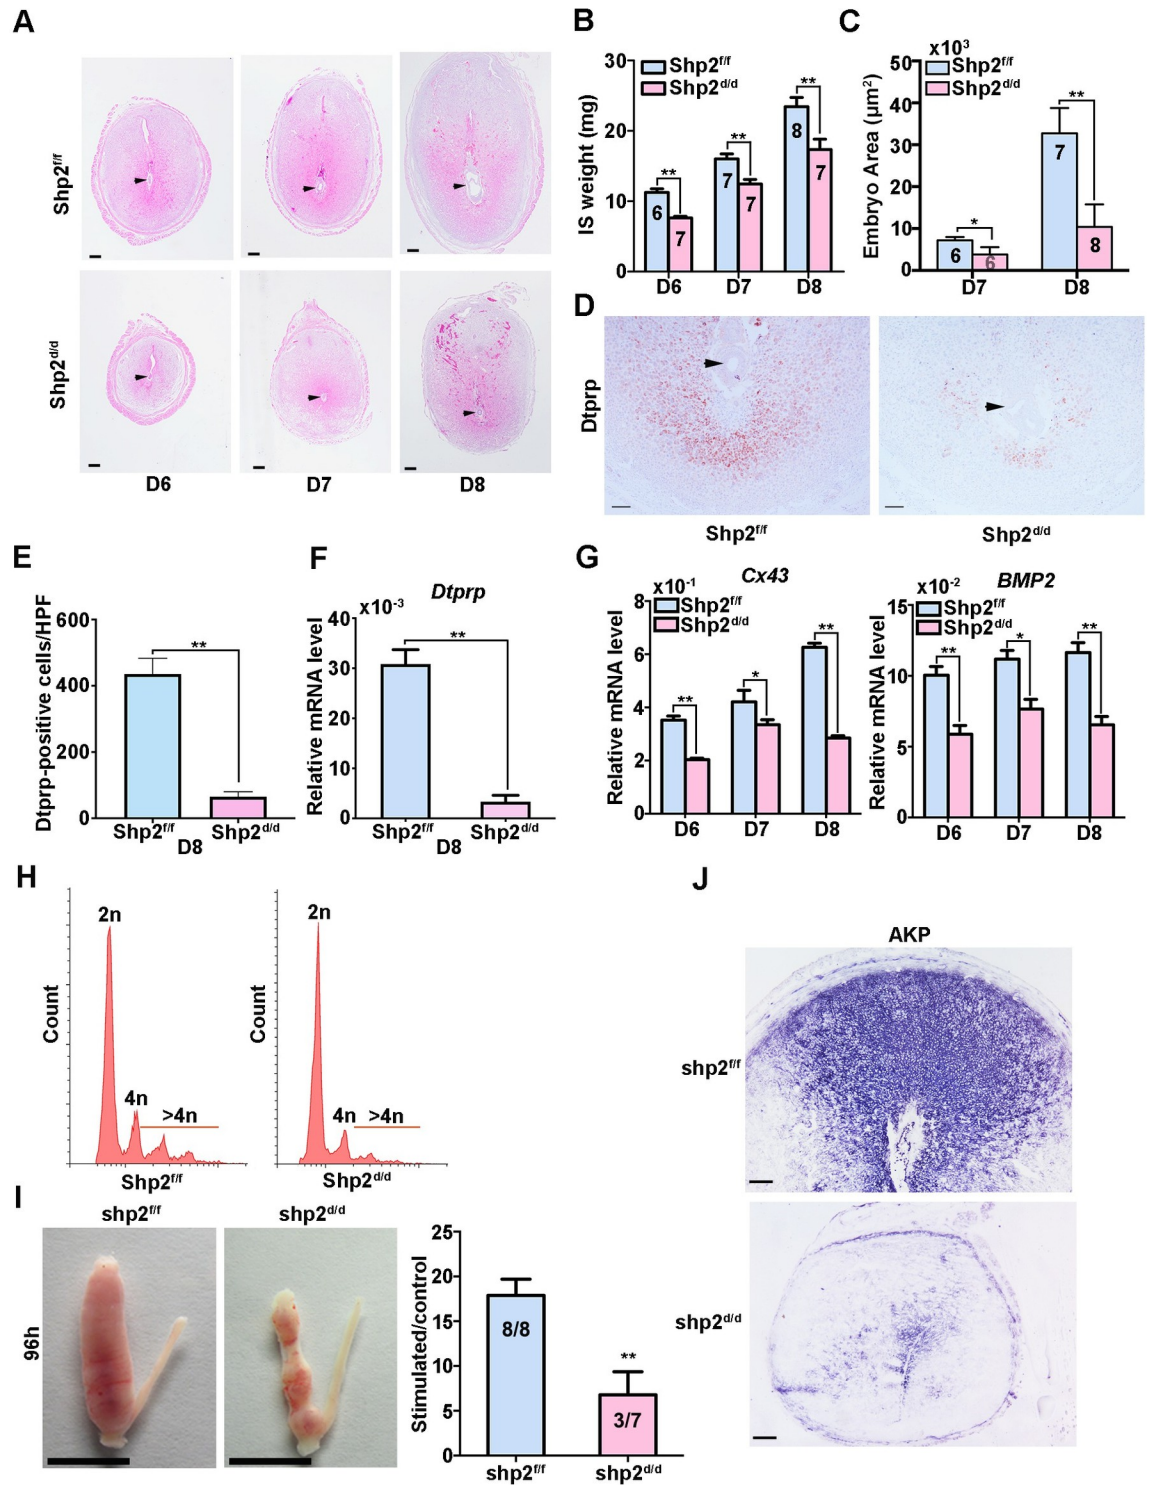 A
Shp2f/f
Shp2d/d
D6 D7 D8
B
IS weight (mg)
30
20
10
0
Shp2f/f
Shp2d/d
** ** **
6 7 7 7 8 7
D6 D7 D8
C
x10³
Embryo Area (µm²)
50
40
30
20
10
0
Shp2f/f
Shp2d/d
* **
6 6 7 8
D7 D8
D
Dtprp
Shp2f/f Shp2d/d
E
Dtprp-positive cells/HPF
600
400
200
0
**
Shp2f/f Shp2d/d
D8
F
Dtprp
x10-3
Relative mRNA level
40
30
20
10
0
**
Shp2f/f Shp2d/d
D8
G
Cx43
x10-1
Relative mRNA level
8
6
4
2
0
Shp2f/f
Shp2d/d
** * **
D6 D7 D8
BMP2
x10-2
Relative mRNA level
15
10
5
0
Shp2f/f
Shp2d/d
** * **
D6 D7 D8
H
Count
2n
4n >4n
Shp2f/f
Count
2n
4n >4n
Shp2d/d
I
shp2f/f shp2d/d
96h
Stimulated/control
25
20
15
10
5
0
8/8
**
3/7
shp2f/f shp2d/d
J
AKP
shp2f/f
shp2d/d